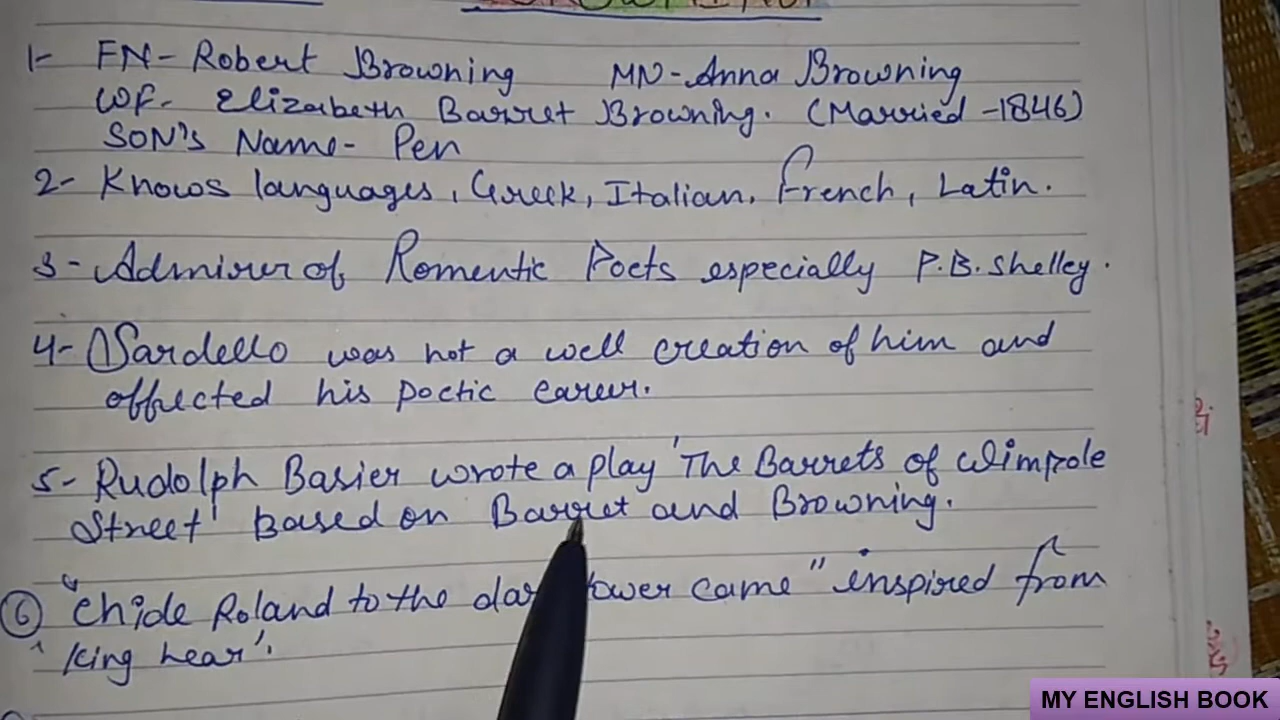 1- FN- Robert Browning MN- Anna Browning
WF- Elizabeth Barret Browning. (Married -1846)
SON's Name- Pen
2- Knows languages, Greek, Italian, French, Latin.
3- Admirer of Romentic Poets especially P.B. Shelley.
4- 1) Sardello was not a well creation of him and
affected his poetic career.
5- Rudolph Basier wrote a play 'The Barrets of Wimpole
Street' Based on Barret and Browning.
6 "Chide Roland to the dar tower came" inspired from
'King Lear'.
MY ENGLISH BOOK